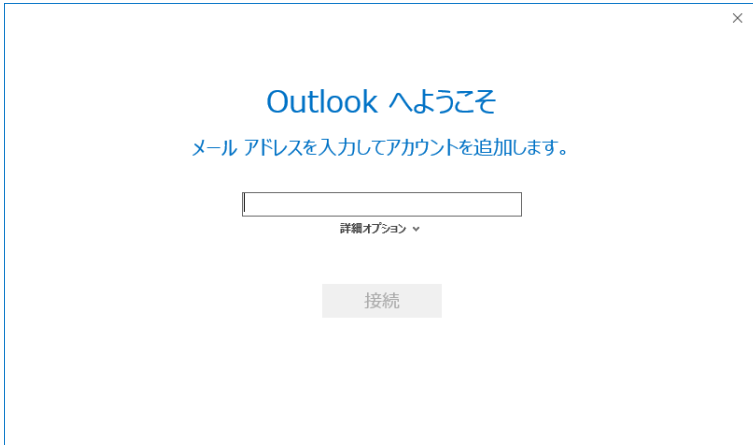 Outlook へようこそ
メール アドレスを入力してアカウントを追加します。
詳細オプション
接続